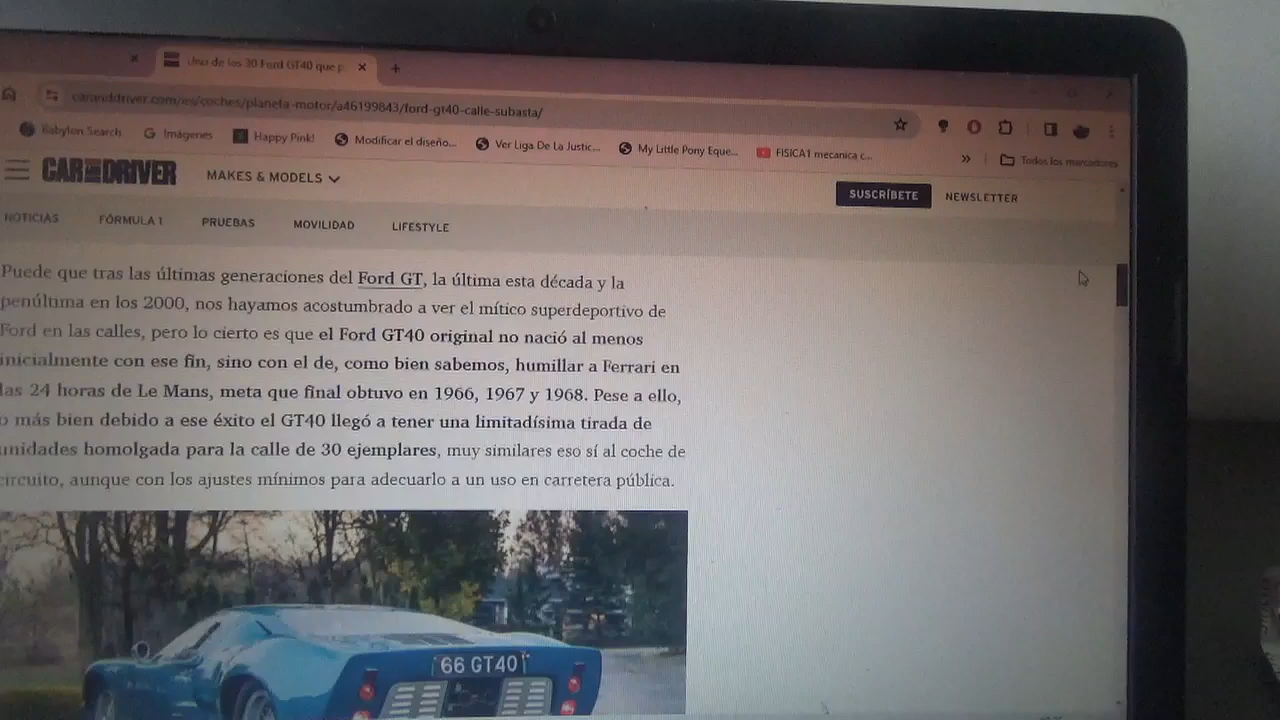 Uno de los 30 Ford GT40 que p
caranddriver.com/es/coches/planeta-motor/a46199843/ford-gt40-calle-subasta/
Babylon Search
Imágenes
Happy Pink!
Modificar el diseño...
Ver Liga De La Justic...
My Little Pony Eque...
FISICA1 mecanica c...
»
Todos los marcadores
CAR AND DRIVER
MAKES & MODELS
SUSCRÍBETE
NEWSLETTER
NOTICIAS
FÓRMULA 1
PRUEBAS
MOVILIDAD
LIFESTYLE
Puede que tras las últimas generaciones del Ford GT, la última esta década y la
penúltima en los 2000, nos hayamos acostumbrado a ver el mítico superdeportivo de
Ford en las calles, pero lo cierto es que el Ford GT40 original no nació al menos
inicialmente con ese fin, sino con el de, como bien sabemos, humillar a Ferrari en
las 24 horas de Le Mans, meta que final obtuvo en 1966, 1967 y 1968. Pese a ello,
o más bien debido a ese éxito el GT40 llegó a tener una limitadísima tirada de
unidades homolgada para la calle de 30 ejemplares, muy similares eso sí al coche de
circuito, aunque con los ajustes mínimos para adecuarlo a un uso en carretera pública.
66 GT40